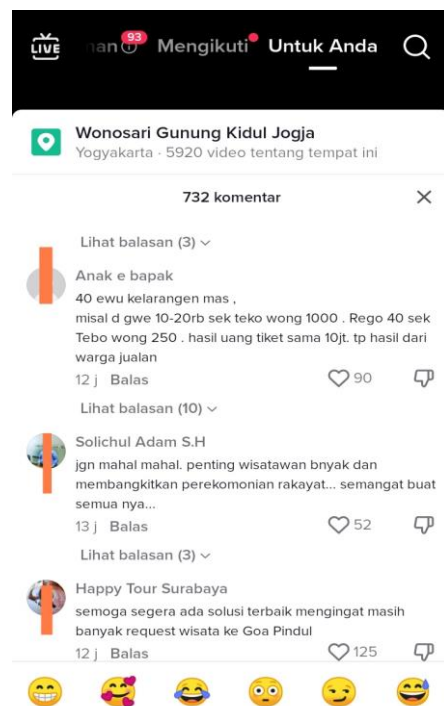 LIVE
nan 93 Mengikuti Untuk Anda
Wonosari Gunung Kidul Jogja
Yogyakarta · 5920 video tentang tempat ini
732 komentar
Lihat balasan (3)
Anak e bapak
40 ewu kelarangen mas ,
misal d gwe 10-20rb sek teko wong 1000 . Rego 40 sek
Tebo wong 250 . hasil uang tiket sama 10jt. tp hasil dari
warga jualan
12 j Balas 90
Lihat balasan (10)
Solichul Adam S.H
jgn mahal mahal. penting wisatawan bnyak dan
membangkitkan perekomonian rakayat... semangat buat
semua nya...
13 j Balas 52
Lihat balasan (3)
Happy Tour Surabaya
semoga segera ada solusi terbaik mengingat masih
banyak request wisata ke Goa Pindul
12 j Balas 125